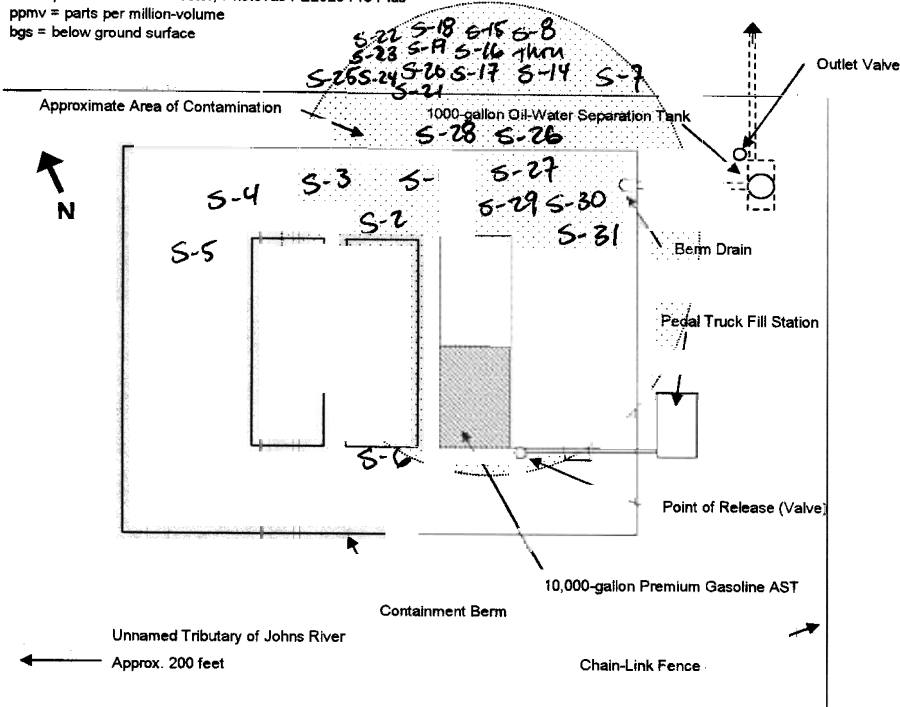 ppmv = parts per million-volume
bgs = below ground surface
S-22 S-18 S-15 S-8
S-23 S-19 S-16 thru
S-25 S-24 S-20 S-17 S-14 S-7
S-21
Outlet Valve
Approximate Area of Contamination
1000-gallon Oil-Water Separation Tank
S-28 S-26
S-4 S-3 S- S-27
S-29 S-30
S-2
S-31
S-5
N
Berm Drain
Pedal Truck Fill Station
S-6
Point of Release (Valve)
10,000-gallon Premium Gasoline AST
Containment Berm
Unnamed Tributary of Johns River
Approx. 200 feet
Chain-Link Fence